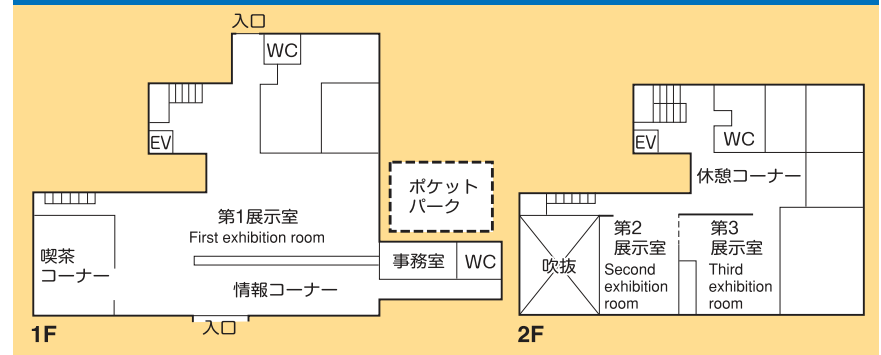 入口
WC
EV
ポケット
パーク
第1展示室
First exhibition room
喫茶
コーナー
事務室
WC
情報コーナー
入口
1F
EV
WC
休憩コーナー
吹抜
第2
展示室
Second
exhibition
room
第3
展示室
Third
exhibition
room
2F